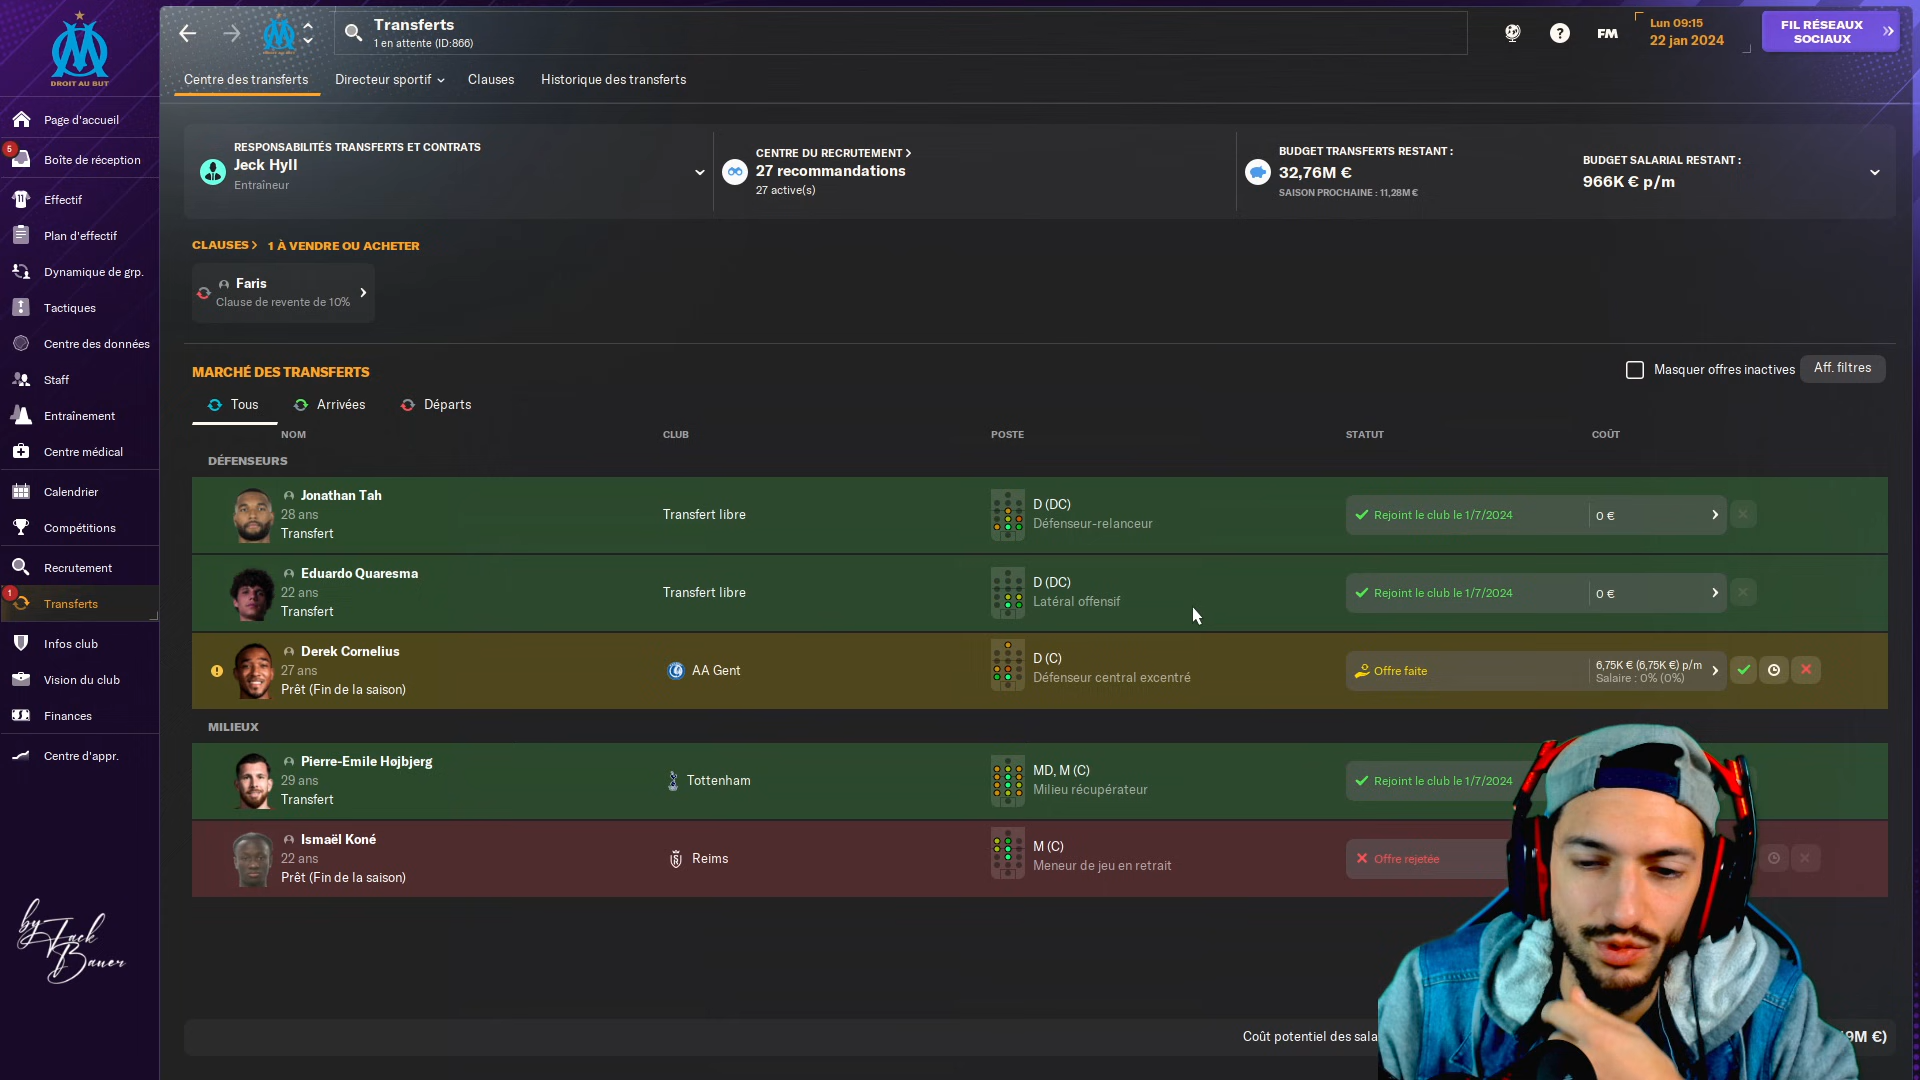 DROIT AU BUT
Transferts
1 en attente (ID:866)
FM
Lun 09:15
22 jan 2024
FIL RÉSEAUX
SOCIAUX
Centre des transferts
Directeur sportif
Clauses
Historique des transferts
Page d'accueil
Boîte de réception
Effectif
Plan d'effectif
Dynamique de grp.
Tactiques
Centre des données
Staff
Entraînement
Centre médical
Calendrier
Compétitions
Recrutement
1
Transferts
Infos club
Vision du club
Finances
Centre d'appr.
by Jack
Bauer
RESPONSABILITÉS TRANSFERTS ET CONTRATS
Jeck Hyll
Entraîneur
CENTRE DU RECRUTEMENT >
27 recommandations
27 active(s)
BUDGET TRANSFERTS RESTANT :
32,76M €
SAISON PROCHAINE : 11,28M €
BUDGET SALARIAL RESTANT :
966K € p/m
CLAUSES > 1 À VENDRE OU ACHETER
Faris
Clause de revente de 10%
MARCHÉ DES TRANSFERTS
Masquer offres inactives
Aff. filtres
Tous
Arrivées
Départs
NOM CLUB POSTE STATUT COÛT
DÉFENSEURS
Jonathan Tah
28 ans
Transfert
Transfert libre
D (DC)
Défenseur-relanceur
Rejoint le club le 1/7/2024
0 €
Eduardo Quaresma
22 ans
Transfert
Transfert libre
D (DC)
Latéral offensif
Rejoint le club le 1/7/2024
0 €
Derek Cornelius
27 ans
Prêt (Fin de la saison)
AA Gent
D (C)
Défenseur central excentré
Offre faite
6,75K € (6,75K €) p/m
Salaire : 0% (0%)
MILIEUX
Pierre-Emile Højbjerg
29 ans
Transfert
Tottenham
MD, M (C)
Milieu récupérateur
Rejoint le club le 1/7/2024
Ismaël Koné
22 ans
Prêt (Fin de la saison)
Reims
M (C)
Meneur de jeu en retrait
Offre rejetée
Coût potentiel des sala
9M €)